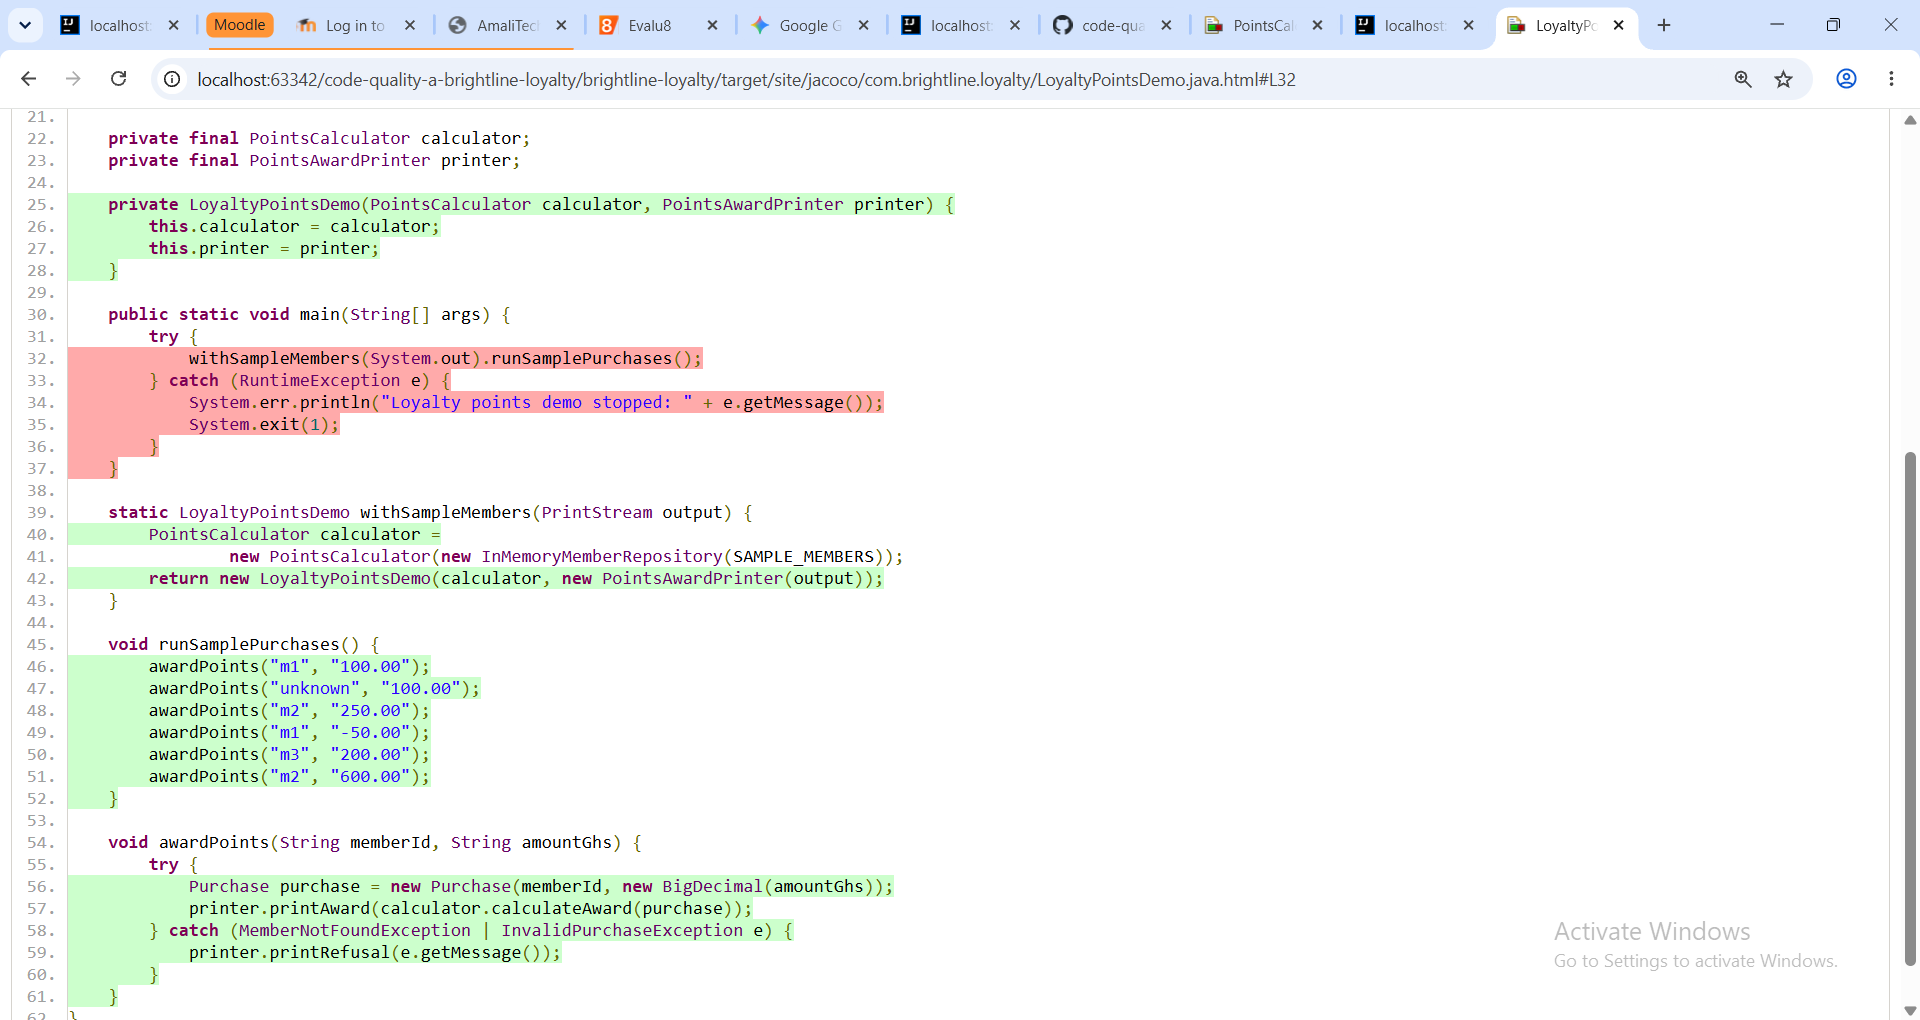 localhost:
Moodle
Log in to
AmaliTec
Evalu8
Google G
localhost:
code-qua
PointsCal
localhost:
LoyaltyPo
localhost:63342/code-quality-a-brightline-loyalty/brightline-loyalty/target/site/jacoco/com.brightline.loyalty/LoyaltyPointsDemo.java.html#L32
21.
22.    private final PointsCalculator calculator;
23.    private final PointsAwardPrinter printer;
24.
25.    private LoyaltyPointsDemo(PointsCalculator calculator, PointsAwardPrinter printer) {
26.        this.calculator = calculator;
27.        this.printer = printer;
28.    }
29.
30.    public static void main(String[] args) {
31.        try {
32.            withSampleMembers(System.out).runSamplePurchases();
33.        } catch (RuntimeException e) {
34.            System.err.println("Loyalty points demo stopped: " + e.getMessage());
35.            System.exit(1);
36.        }
37.    }
38.
39.    static LoyaltyPointsDemo withSampleMembers(PrintStream output) {
40.        PointsCalculator calculator =
41.                new PointsCalculator(new InMemoryMemberRepository(SAMPLE_MEMBERS));
42.        return new LoyaltyPointsDemo(calculator, new PointsAwardPrinter(output));
43.    }
44.
45.    void runSamplePurchases() {
46.        awardPoints("m1", "100.00");
47.        awardPoints("unknown", "100.00");
48.        awardPoints("m2", "250.00");
49.        awardPoints("m1", "-50.00");
50.        awardPoints("m3", "200.00");
51.        awardPoints("m2", "600.00");
52.    }
53.
54.    void awardPoints(String memberId, String amountGhs) {
55.        try {
56.            Purchase purchase = new Purchase(memberId, new BigDecimal(amountGhs));
57.            printer.printAward(calculator.calculateAward(purchase));
58.        } catch (MemberNotFoundException | InvalidPurchaseException e) {
59.            printer.printRefusal(e.getMessage());
60.        }
61.    }
62. }
Activate Windows
Go to Settings to activate Windows.